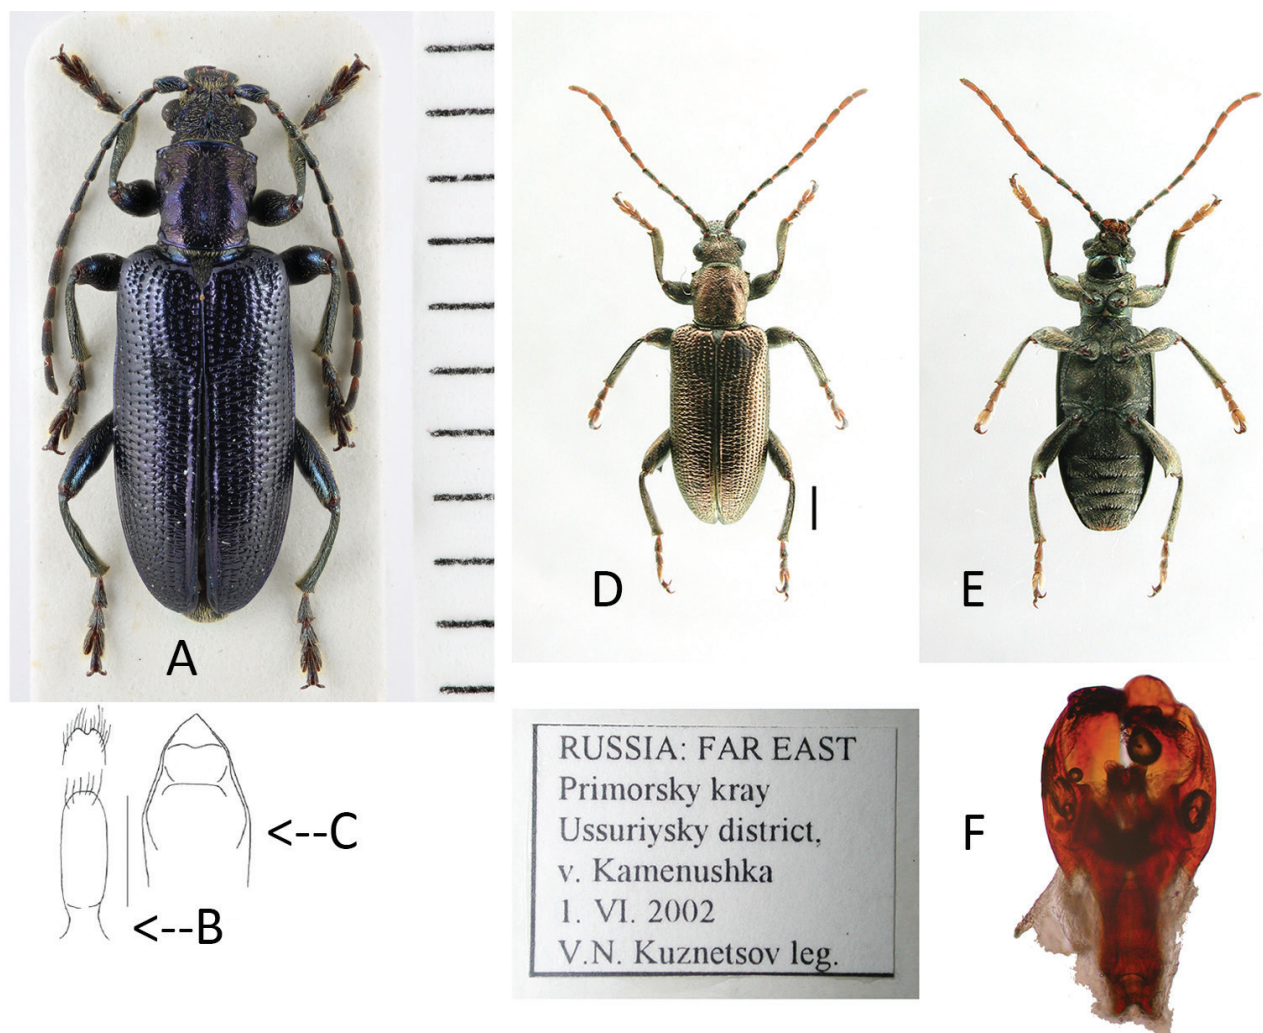 A
D
E
<--C
<--B
RUSSIA: FAR EAST
Primorsky kray
Ussuriysky district,
v. Kamenushka
1. VI. 2002
V.N. Kuznetsov leg.
F